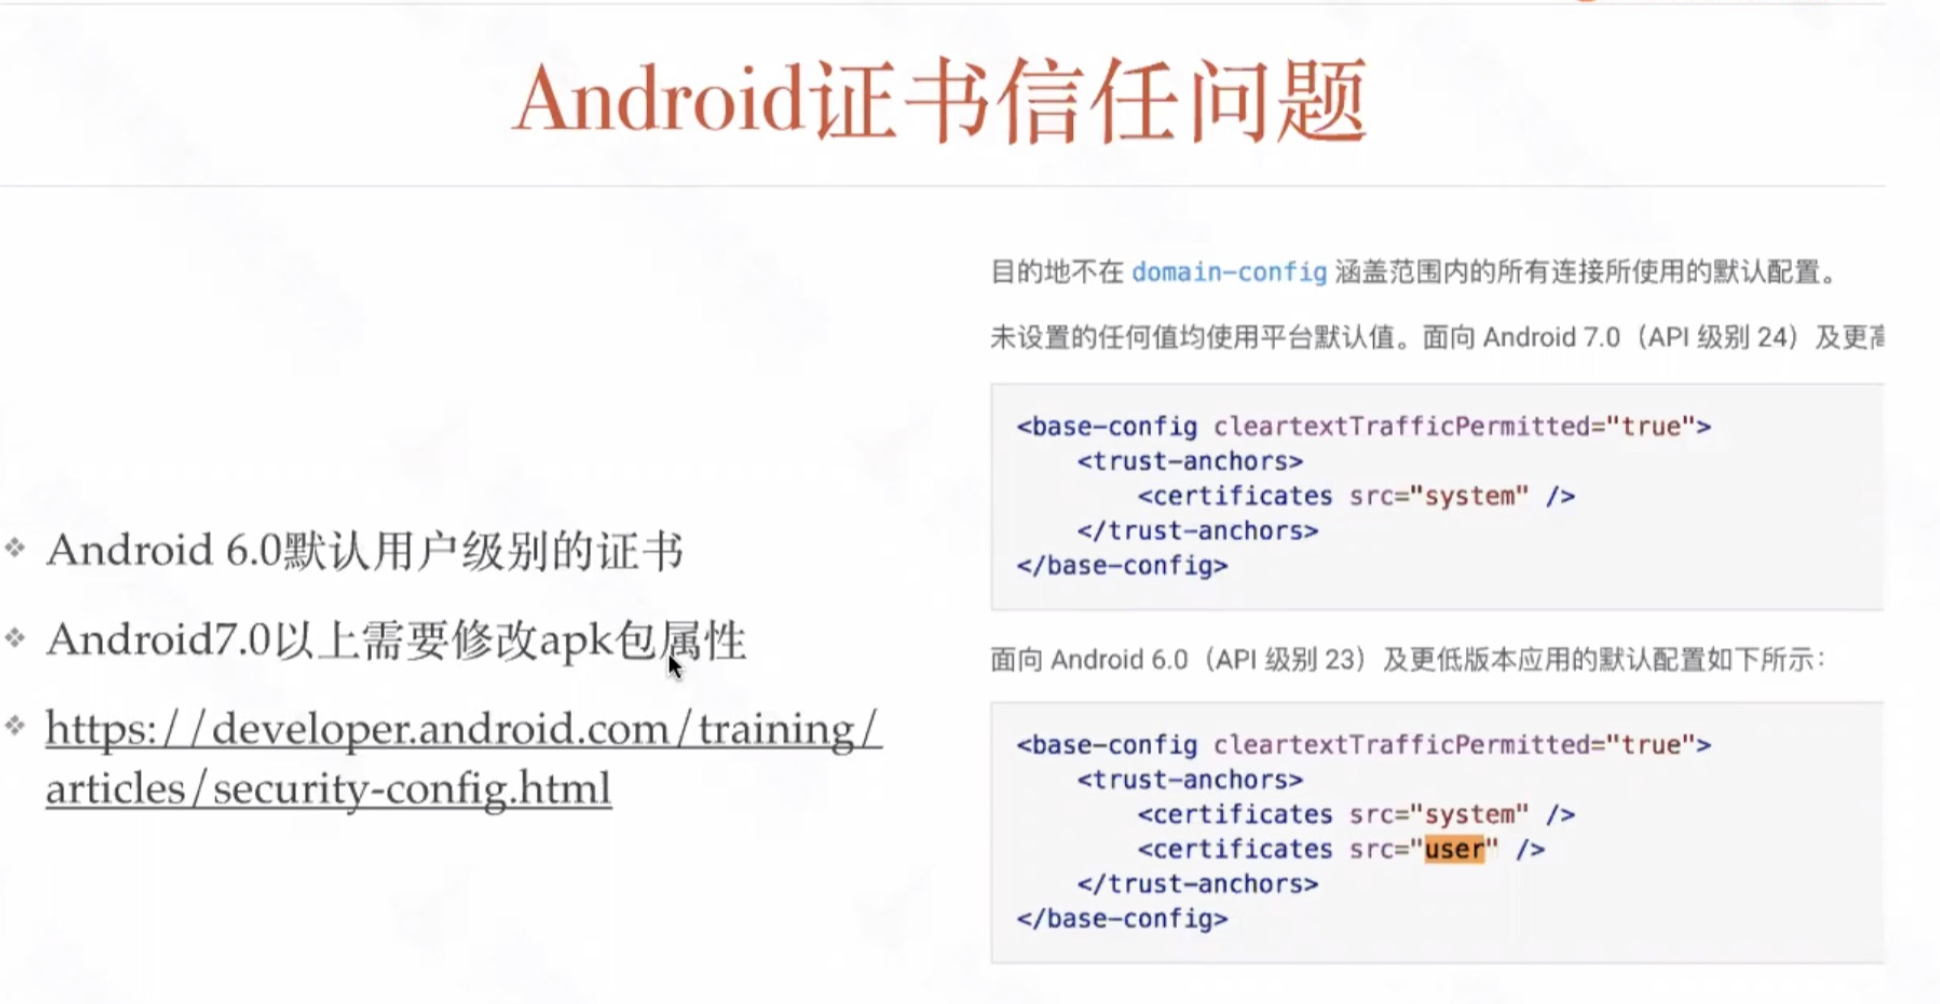 Android证书信任问题
Android 6.0默认用户级别的证书
Android7.0以上需要修改apk包属性
https://developer.android.com/training/
articles/security-config.html
目的地不在 domain-config 涵盖范围内的所有连接所使用的默认配置。
未设置的任何值均使用平台默认值。面向 Android 7.0（API 级别 24）及更高
<base-config cleartextTrafficPermitted="true">
<trust-anchors>
<certificates src="system" />
</trust-anchors>
</base-config>
面向 Android 6.0（API 级别 23）及更低版本应用的默认配置如下所示：
<base-config cleartextTrafficPermitted="true">
<trust-anchors>
<certificates src="system" />
<certificates src="user" />
</trust-anchors>
</base-config>